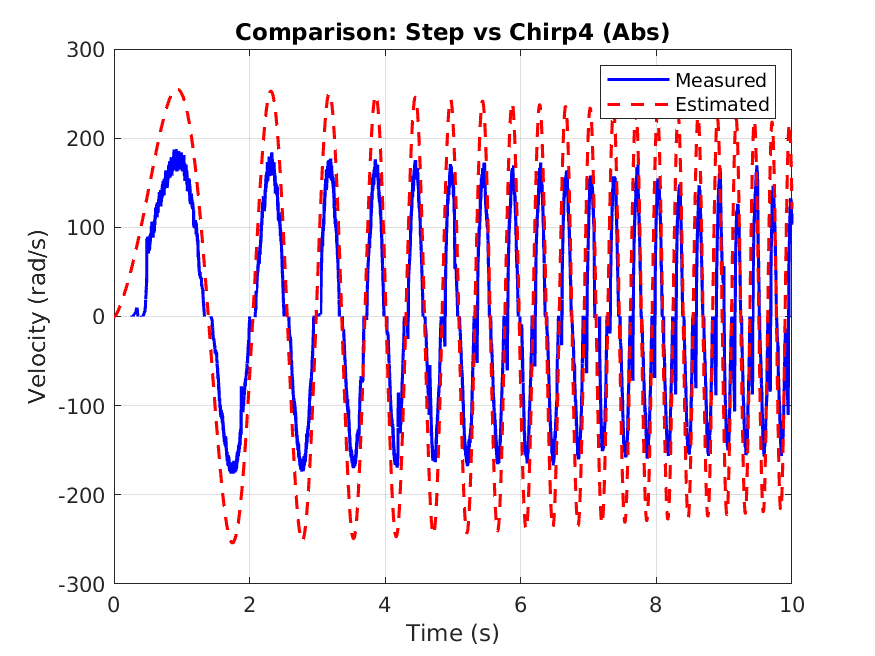 Comparison: Step vs Chirp4 (Abs)
Measured
Estimated
Velocity (rad/s)
300
200
100
0
-100
-200
-300
0 2 4 6 8 10
Time (s)